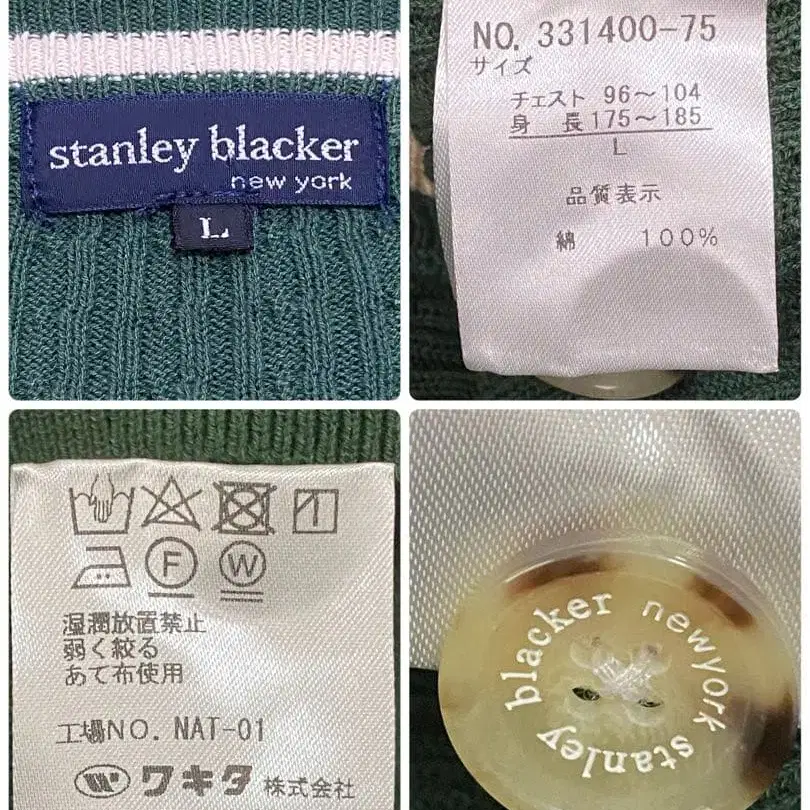 stanley blacker
new york
L
NO. 331400-75
サイズ
チェスト 96～104
身 長 175～185
L
品質表示
綿 100%
F
W
湿潤放置禁止
弱く絞る
あて布使用
工場NO. NAT-01
W ワキタ 株式会社
stanley blacker newyork